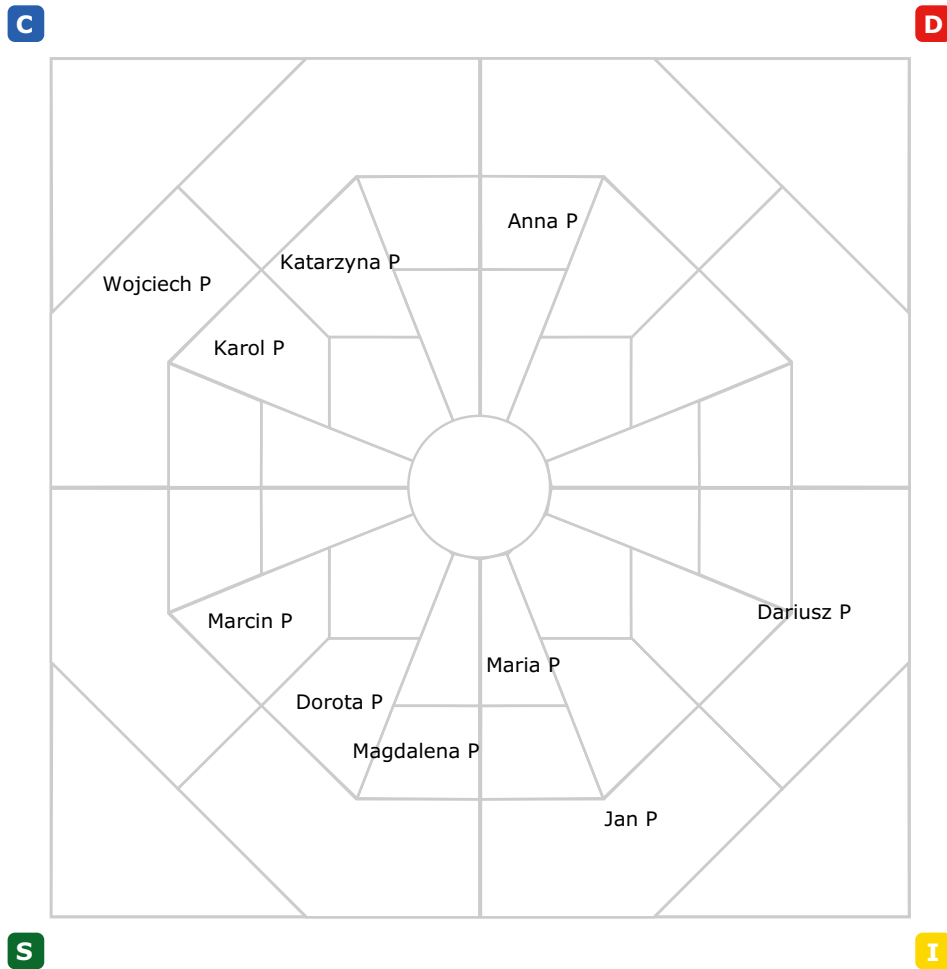 C
D
Anna P
Katarzyna P
Wojciech P
Karol P
Dariusz P
Marcin P
Maria P
Dorota P
Magdalena P
Jan P
S
I